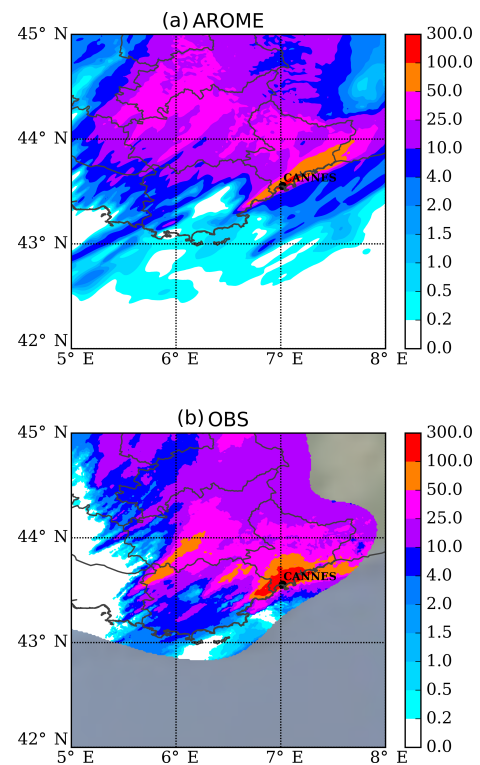 (a) AROME
45° N
44° N
43° N
42° N
5° E
6° E
7° E
8° E
CANNES
300.0
100.0
50.0
25.0
10.0
4.0
2.0
1.5
1.0
0.5
0.2
0.0
(b) OBS
45° N
44° N
43° N
42° N
5° E
6° E
7° E
8° E
CANNES
300.0
100.0
50.0
25.0
10.0
4.0
2.0
1.5
1.0
0.5
0.2
0.0